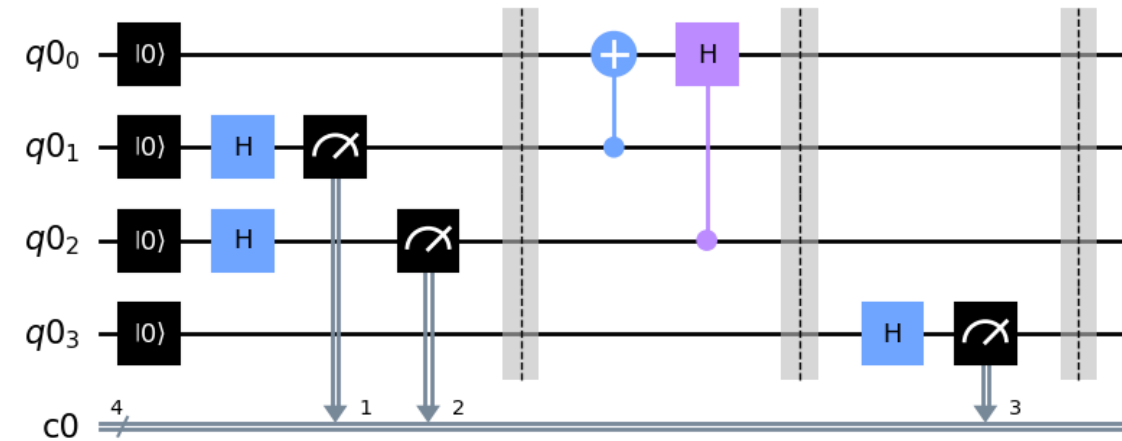 q0₀ |0⟩ H
q0₁ |0⟩ H
q0₂ |0⟩ H
q0₃ |0⟩ H
4 1 2 3
c0